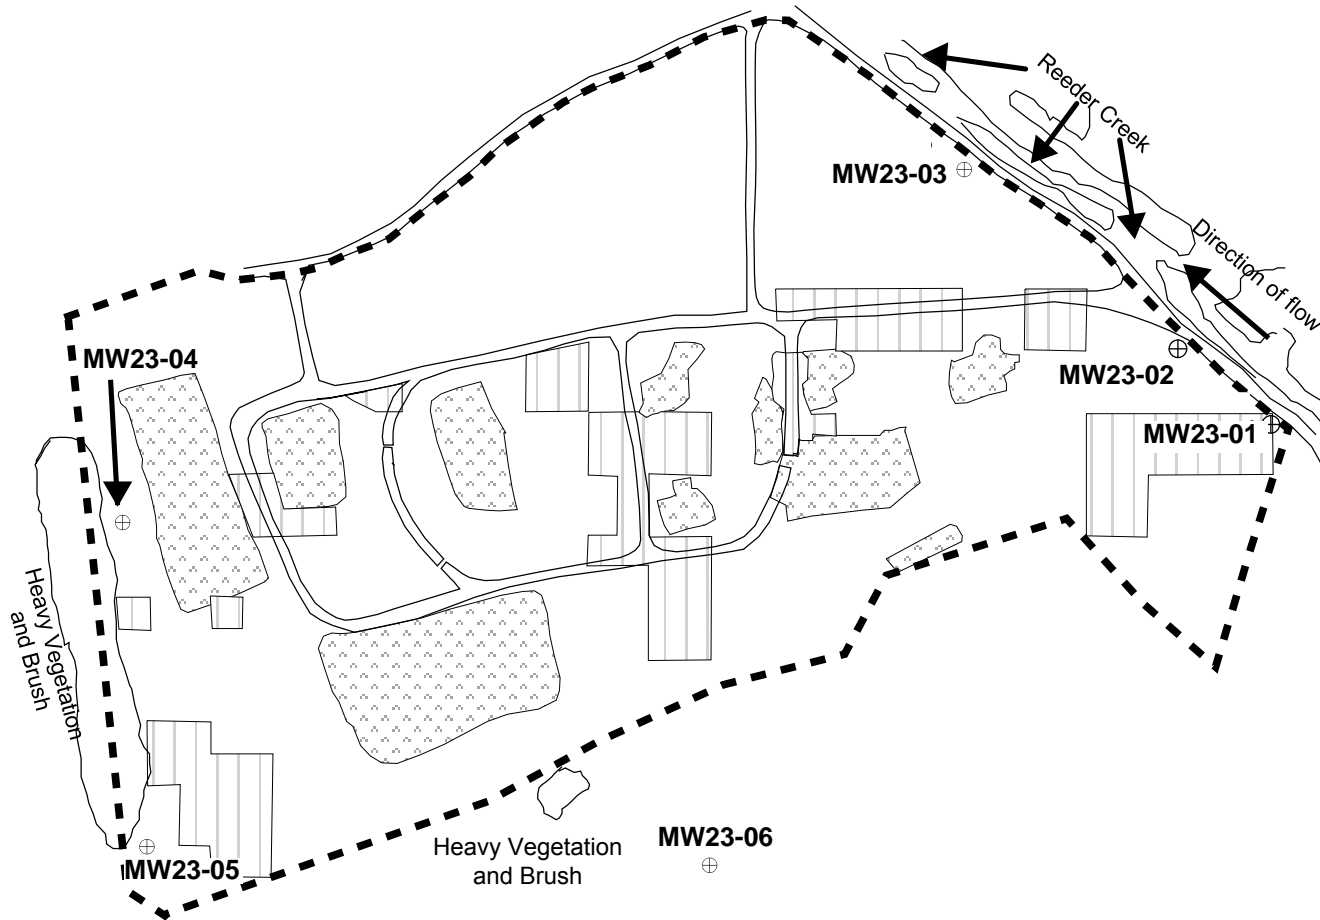 Reeder Creek
MW23-03
Direction of flow
MW23-04
MW23-02
MW23-01
Heavy Vegetation
and Brush
MW23-06
Heavy Vegetation
and Brush
MW23-05